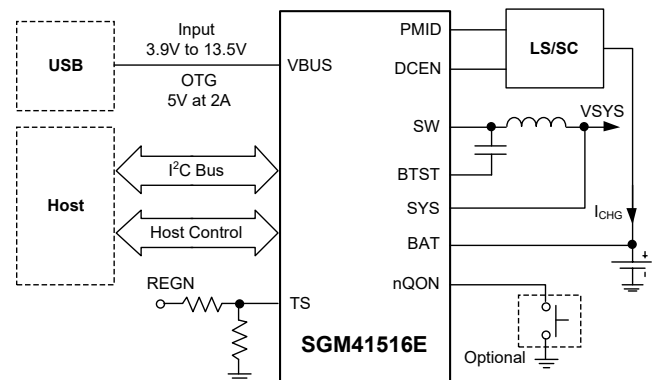 USB
Input
3.9V to 13.5V
OTG
5V at 2A
VBUS
PMID
DCEN
LS/SC
SW
VSYS
BTST
SYS
BAT
ICHG
+
-
Host
I²C Bus
Host Control
REGN
TS
nQON
SGM41516E
Optional